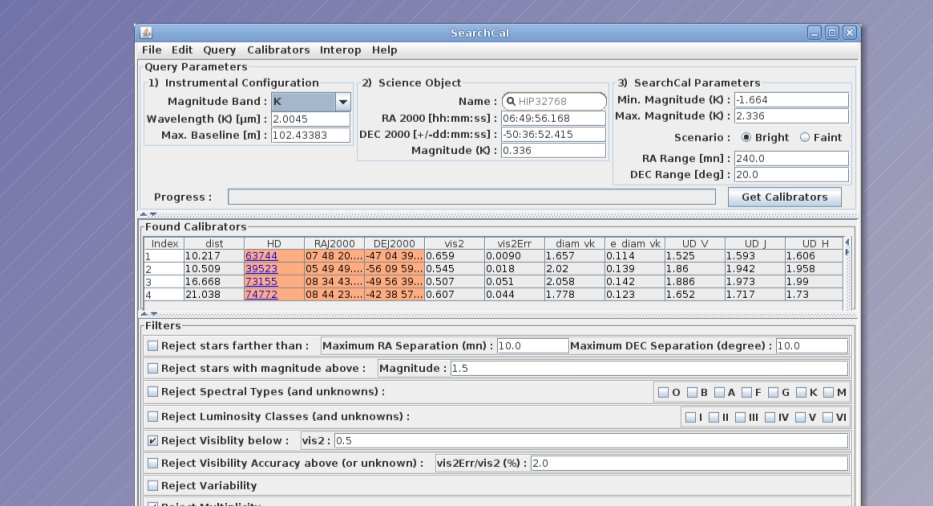 SearchCal
File Edit Query Calibrators Interop Help
Query Parameters
1) Instrumental Configuration
Magnitude Band : K
Wavelength (K) [µm] : 2.0045
Max. Baseline [m] : 102.43383
2) Science Object
Name : HIP32768
RA 2000 [hh:mm:ss] : 06:49:56.168
DEC 2000 [+/-dd:mm:ss] : -50:36:52.415
Magnitude (K) : 0.336
3) SearchCal Parameters
Min. Magnitude (K) : -1.664
Max. Magnitude (K) : 2.336
Scenario : Bright Faint
RA Range [mn] : 240.0
DEC Range [deg] : 20.0
Progress : Get Calibrators
Found Calibrators
Index dist HD RAJ2000 DEJ2000 vis2 vis2Err diam_vk e_diam_vk UD_V UD_J UD_H
1 10.217 63744 07 48 20.... -47 04 39... 0.659 0.0090 1.657 0.114 1.525 1.593 1.606
2 10.509 39523 05 49 49.... -56 09 59... 0.545 0.018 2.02 0.139 1.86 1.942 1.958
3 16.668 73155 08 34 43.... -49 56 39... 0.507 0.051 2.058 0.142 1.886 1.973 1.99
4 21.038 74772 08 44 23.... -42 38 57... 0.607 0.044 1.778 0.123 1.652 1.717 1.73
Filters
Reject stars farther than : Maximum RA Separation (mn) : 10.0 Maximum DEC Separation (degree) : 10.0
Reject stars with magnitude above : Magnitude : 1.5
Reject Spectral Types (and unknowns) : O B A F G K M
Reject Luminosity Classes (and unknowns) : I II III IV V VI
Reject Visiblity below : vis2 : 0.5
Reject Visibility Accuracy above (or unknown) : vis2Err/vis2 (%) : 2.0
Reject Variability
Reject Multiplicity